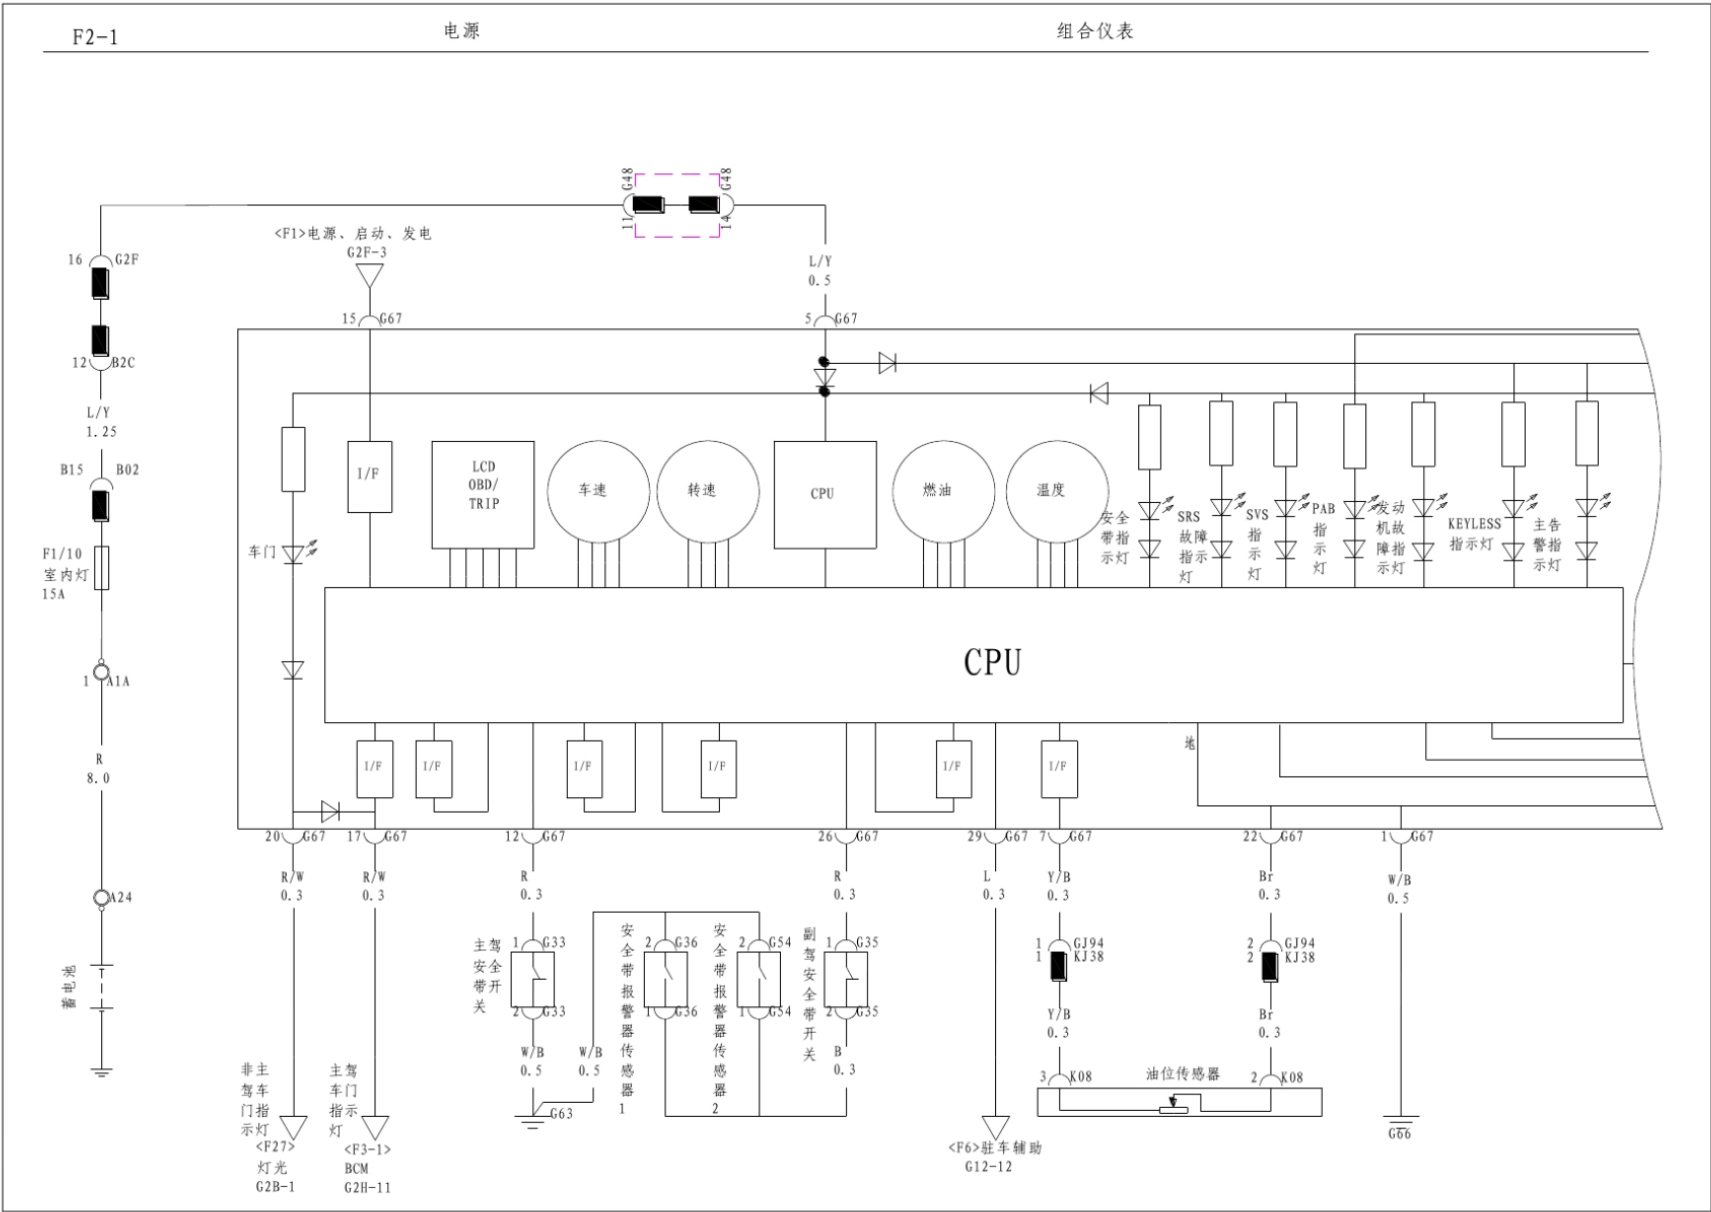 F2-1
电源
组合仪表
G48
G48
11
14
<F1>电源、启动、发电
G2F-3
16 G2F
L/Y
0.5
15 G67
5 G67
12 B2C
L/Y
1.25
B15 B02
F1/10
室内灯
15A
1 A1A
R
8.0
A24
蓄电池
车门
I/F
LCD
OBD/
TRIP
车速
转速
CPU
燃油
温度
安全
带指
示灯
SRS
故障
指示
灯
SVS
指
示
灯
PAB
指
示
灯
发动
机故
障指
示灯
KEYLESS
指示灯
主告
警指
示灯
CPU
I/F
I/F
I/F
I/F
I/F
I/F
地
20 G67
17 G67
12 G67
26 G67
29 G67
7 G67
22 G67
1 G67
R/W
0.3
R/W
0.3
R
0.3
R
0.3
L
0.3
Y/B
0.3
Br
0.3
W/B
0.5
主驾
安全
带开
关
1 G33
2 G33
安全带报警器传感器1
2 G36
1 G36
安全带报警器传感器2
2 G54
1 G54
副驾安全带开关
1 G35
2 G35
1 GJ94
1 KJ38
2 GJ94
2 KJ38
W/B
0.5
W/B
0.5
B
0.3
Y/B
0.3
Br
0.3
3 K08
油位传感器
2 K08
G63
G66
非主
驾车
门指
示灯
<F27>
灯光
G2B-1
主驾
车门
指示
灯
<F3-1>
BCM
G2H-11
<F6>驻车辅助
G12-12